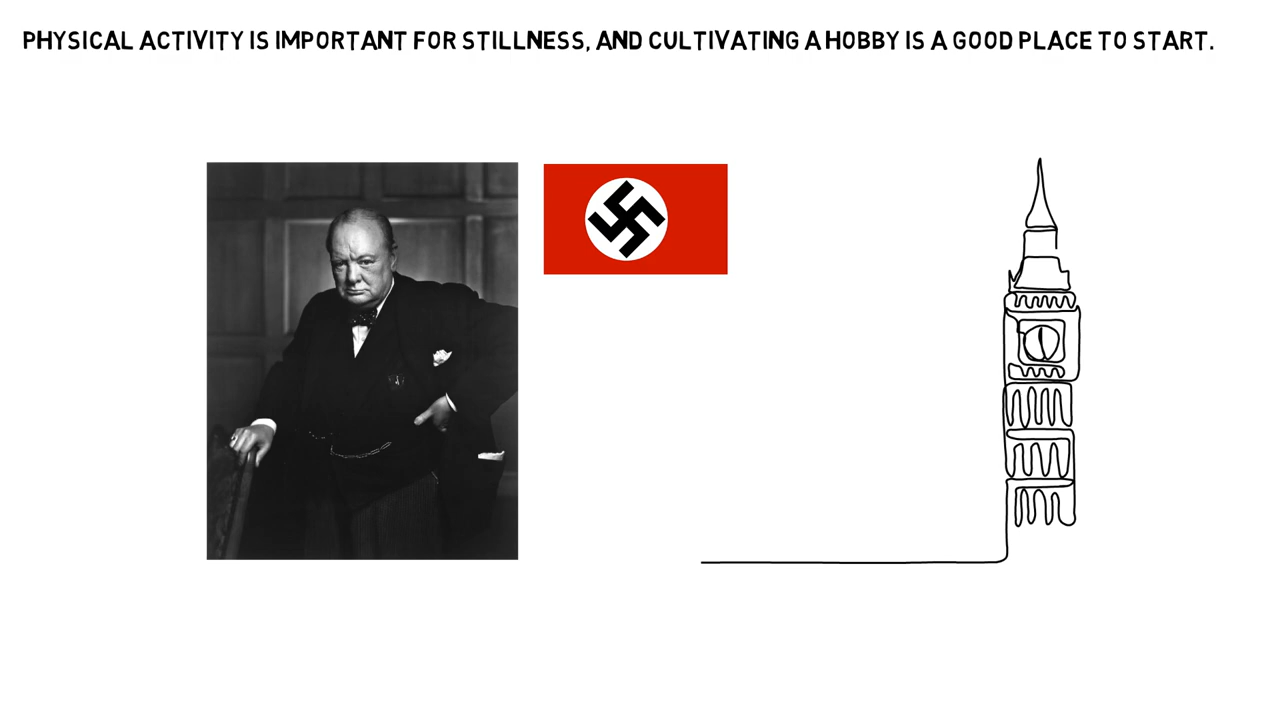 PHYSICAL ACTIVITY IS IMPORTANT FOR STILLNESS, AND CULTIVATING A HOBBY IS A GOOD PLACE TO START.